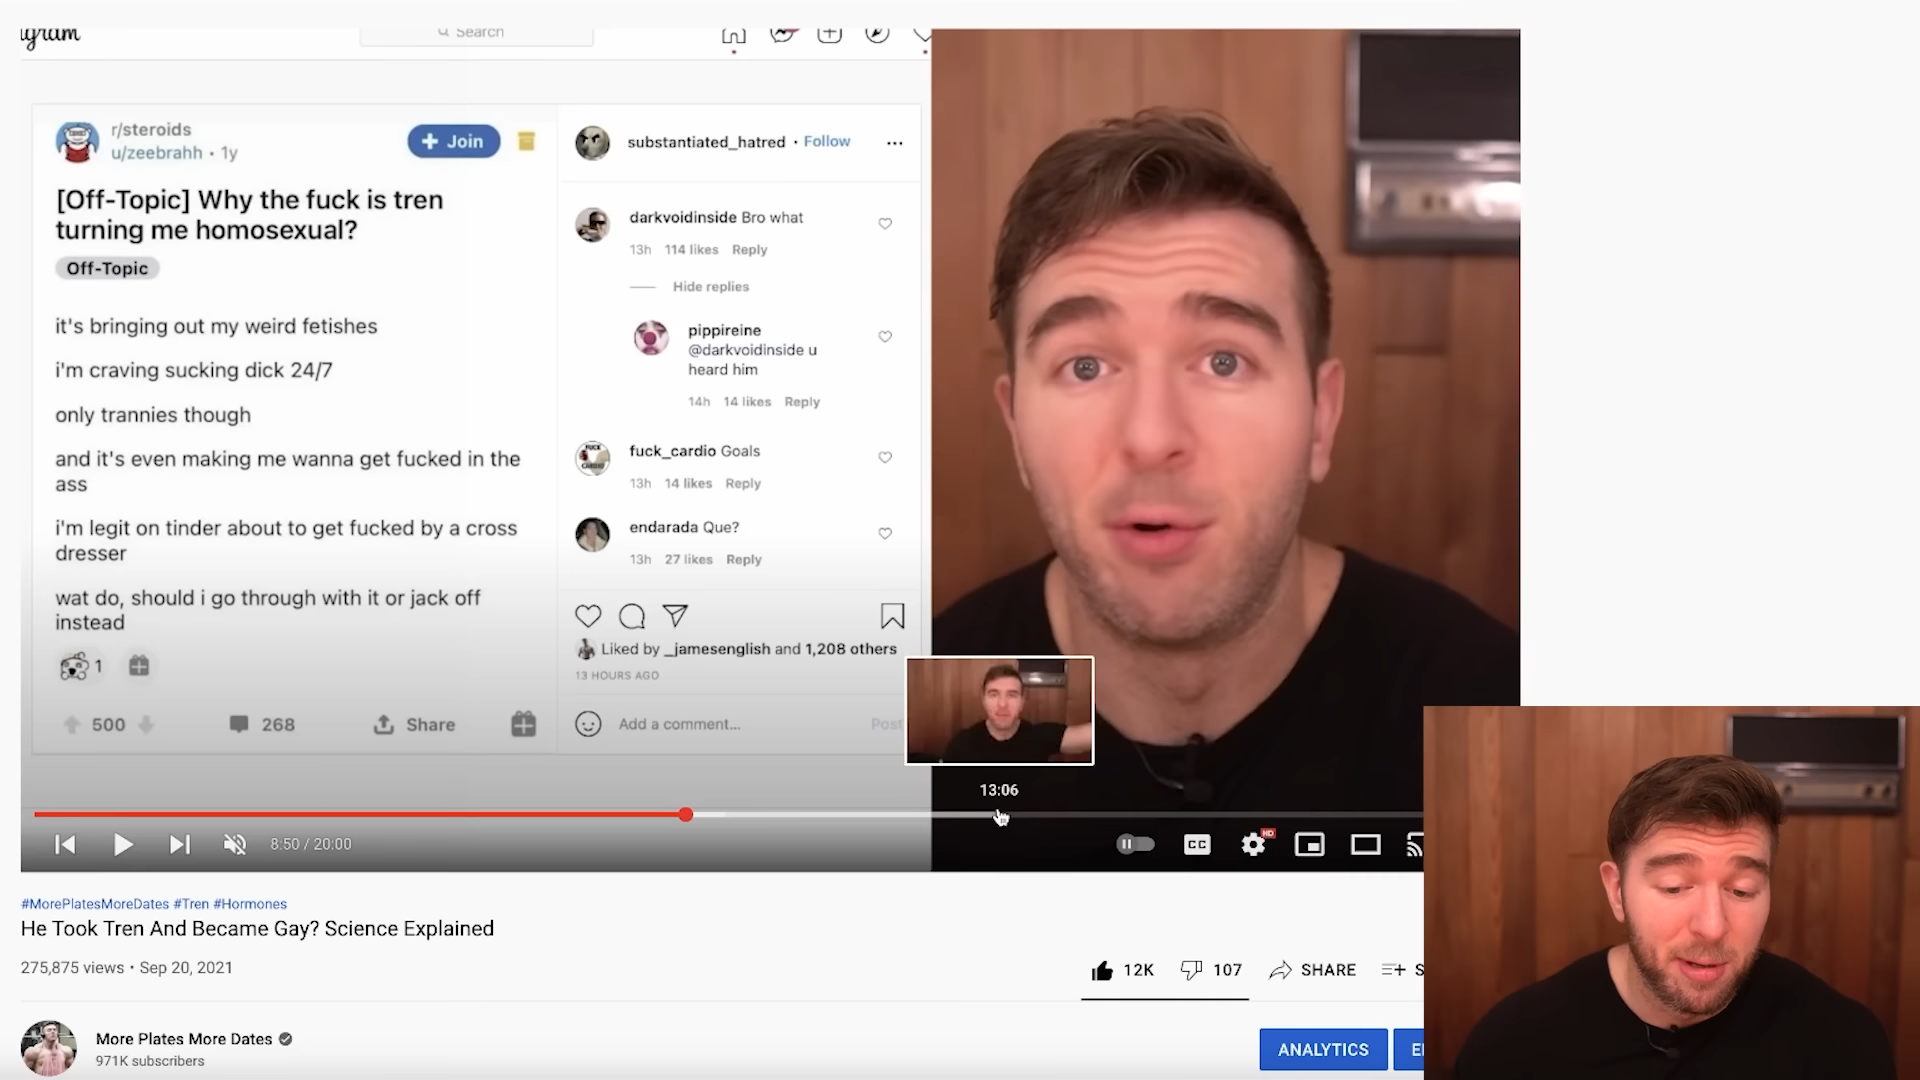 Search
r/steroids
u/zeebrahh • 1y
Join
[Off-Topic] Why the fuck is tren
turning me homosexual?
Off-Topic
it's bringing out my weird fetishes
i'm craving sucking dick 24/7
only trannies though
and it's even making me wanna get fucked in the
ass
i'm legit on tinder about to get fucked by a cross
dresser
wat do, should i go through with it or jack off
instead
1
500
268
Share
substantiated_hatred • Follow
darkvoidinside Bro what
13h 114 likes Reply
Hide replies
pippireine
@darkvoidinside u
heard him
14h 14 likes Reply
fuck_cardio Goals
13h 14 likes Reply
endarada Que?
13h 27 likes Reply
Liked by _jamesenglish and 1,208 others
13 HOURS AGO
Add a comment...
Post
13:06
8:50 / 20:00
CC
HD
#MorePlatesMoreDates #Tren #Hormones
He Took Tren And Became Gay? Science Explained
275,875 views • Sep 20, 2021
12K
107
SHARE
S
More Plates More Dates
971K subscribers
ANALYTICS